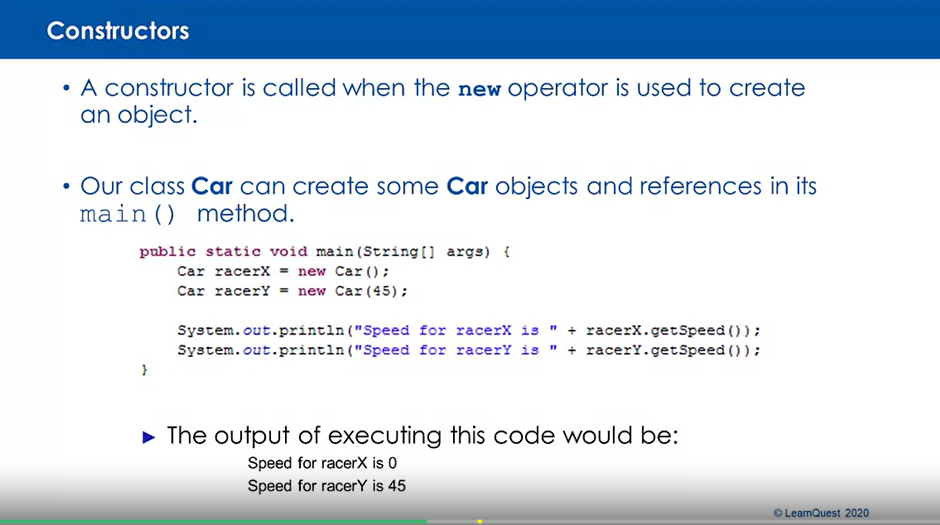 Constructors
• A constructor is called when the new operator is used to create
an object.
• Our class Car can create some Car objects and references in its
main() method.
public static void main(String[] args) {
Car racerX = new Car();
Car racerY = new Car(45);
System.out.println("Speed for racerX is " + racerX.getSpeed());
System.out.println("Speed for racerY is " + racerY.getSpeed());
}
► The output of executing this code would be:
Speed for racerX is 0
Speed for racerY is 45
© LearnQuest 2020